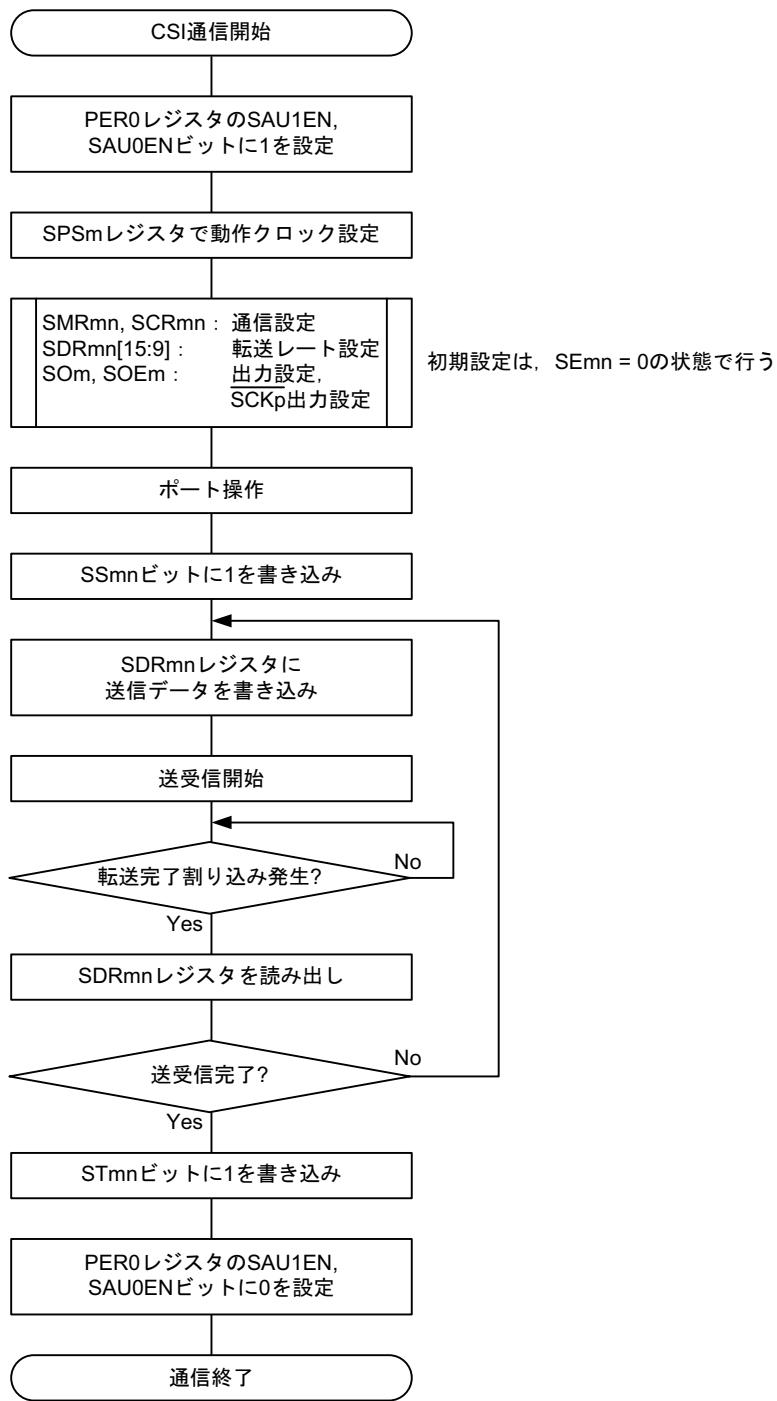 CSI通信開始
PER0レジスタのSAU1EN,
SAU0ENビットに1を設定
SPSmレジスタで動作クロック設定
SMRmn, SCRmn : 通信設定
SDRmn[15:9] : 転送レート設定
SOm, SOEm : 出力設定,
SCKp出力設定
初期設定は, SEmn = 0の状態で行う
ポート操作
SSmnビットに1を書き込み
SDRmnレジスタに
送信データを書き込み
送受信開始
転送完了割り込み発生?
No
Yes
SDRmnレジスタを読み出し
送受信完了?
No
Yes
STmnビットに1を書き込み
PER0レジスタのSAU1EN,
SAU0ENビットに0を設定
通信終了